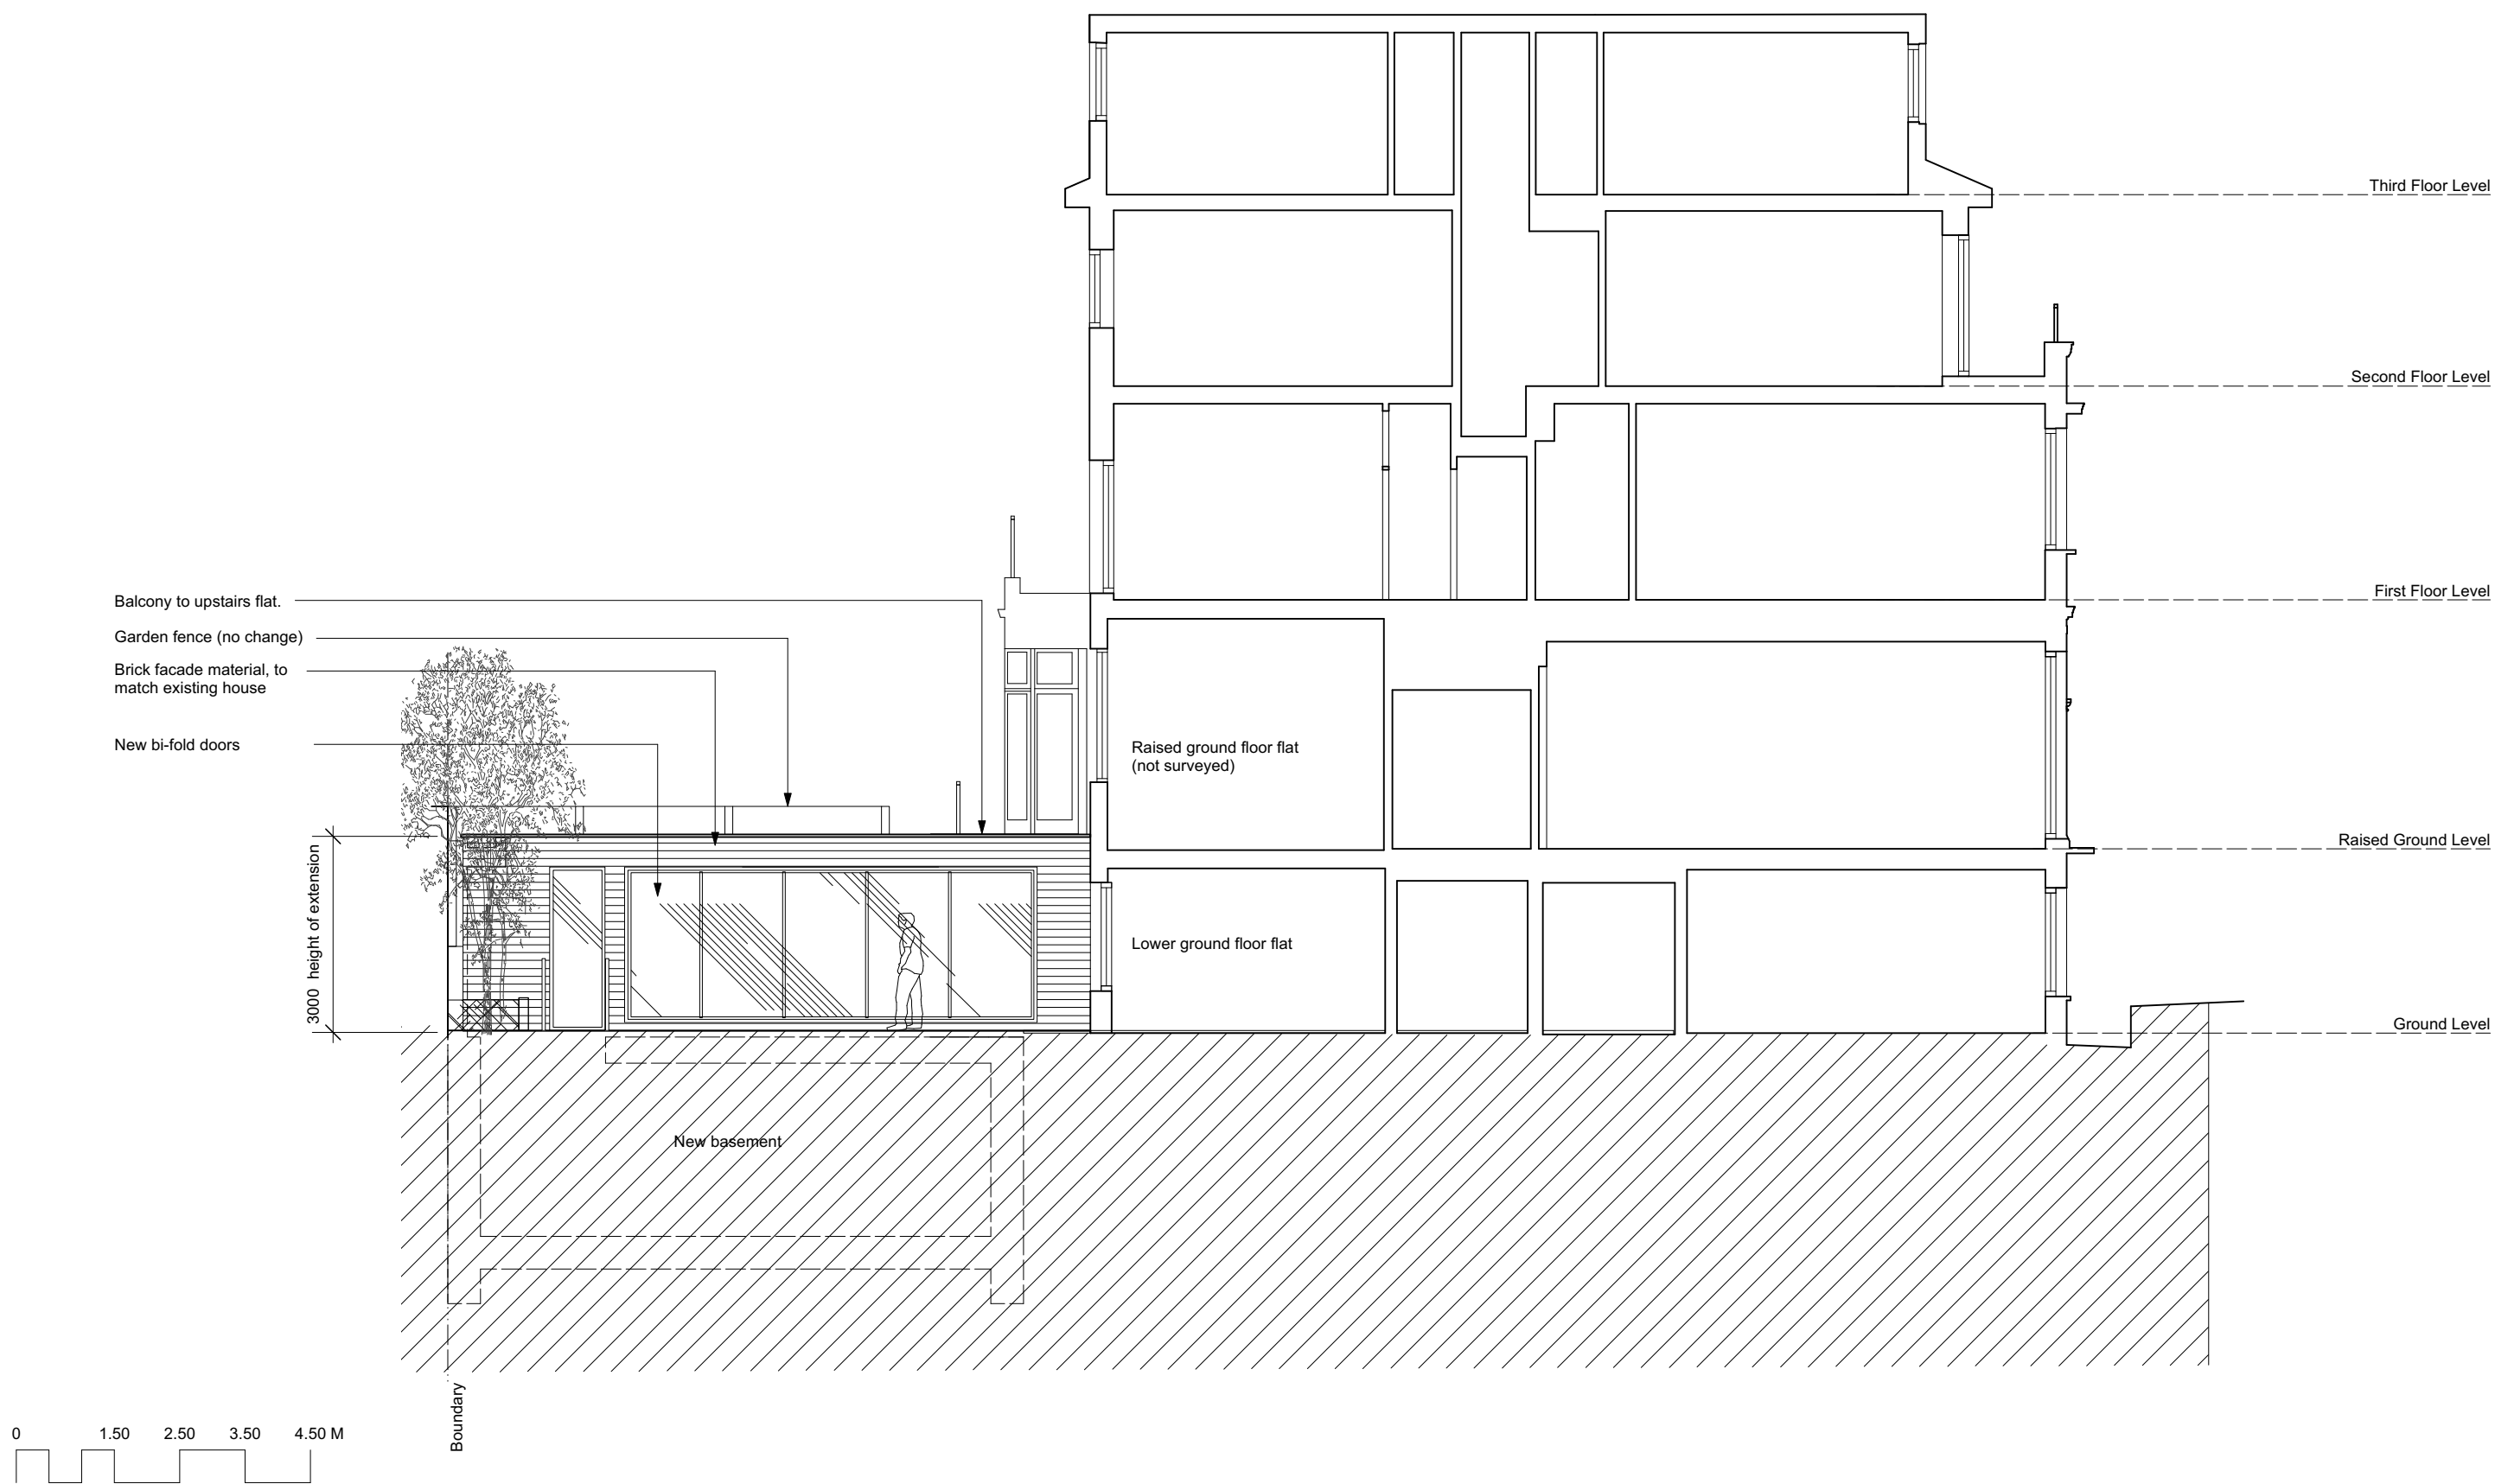 Third Floor Level
Second Floor Level
First Floor Level
Balcony to upstairs flat.
Garden fence (no change)
Brick facade material, to
match existing house
New bi-fold doors
Raised ground floor flat
(not surveyed)
Raised Ground Level
3000 height of extension
Lower ground floor flat
Ground Level
New basement
Boundary
0 1.50 2.50 3.50 4.50 M